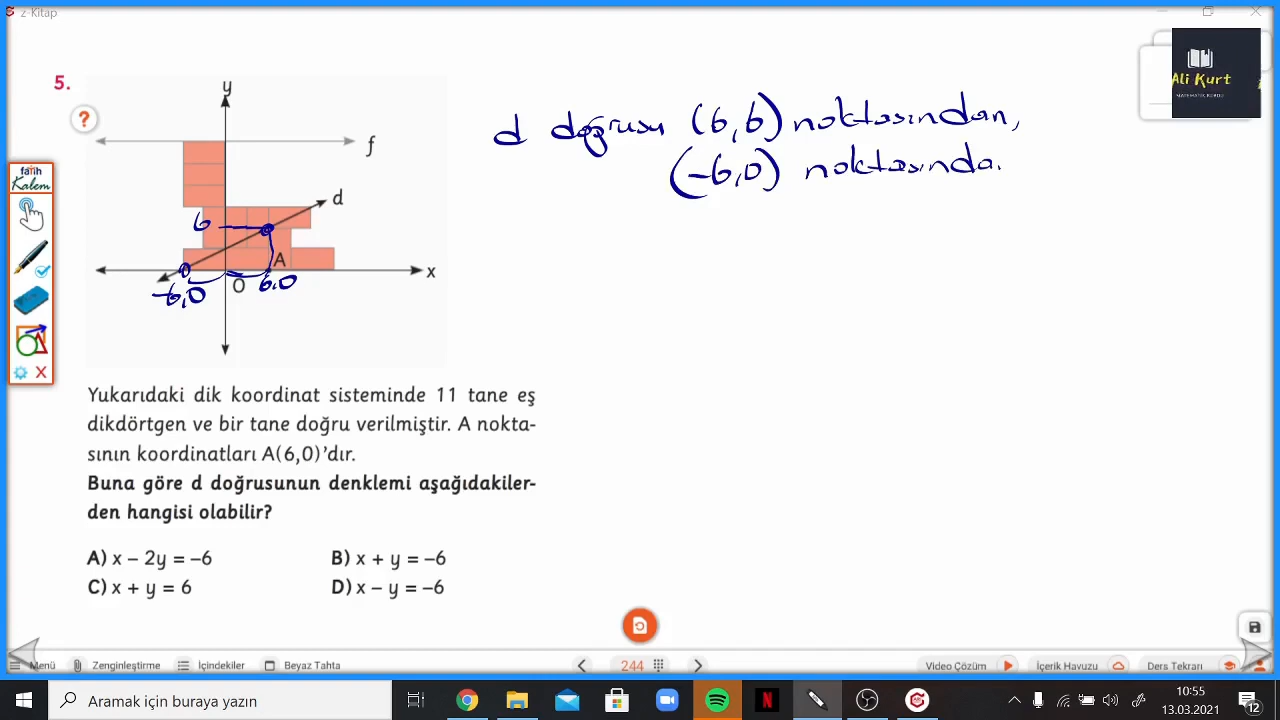 z-Kitap
Ali Kurt
5.
y
?
f
d
6
A
x
O
-6,0
6,0
d doğrusu (6,6) noktasından,
(-6,0) noktasında.
fatih
Kalem
Yukarıdaki dik koordinat sisteminde 11 tane eş
dikdörtgen ve bir tane doğru verilmiştir. A nokta-
sının koordinatları A(6,0)'dır.
Buna göre d doğrusunun denklemi aşağıdakiler-
den hangisi olabilir?
A) x – 2y = –6
B) x + y = –6
C) x + y = 6
D) x – y = –6
Menü
Zenginleştirme
İçindekiler
Beyaz Tahta
244
Video Çözüm
İçerik Havuzu
Ders Tekrarı
Aramak için buraya yazın
10:55
13.03.2021
12